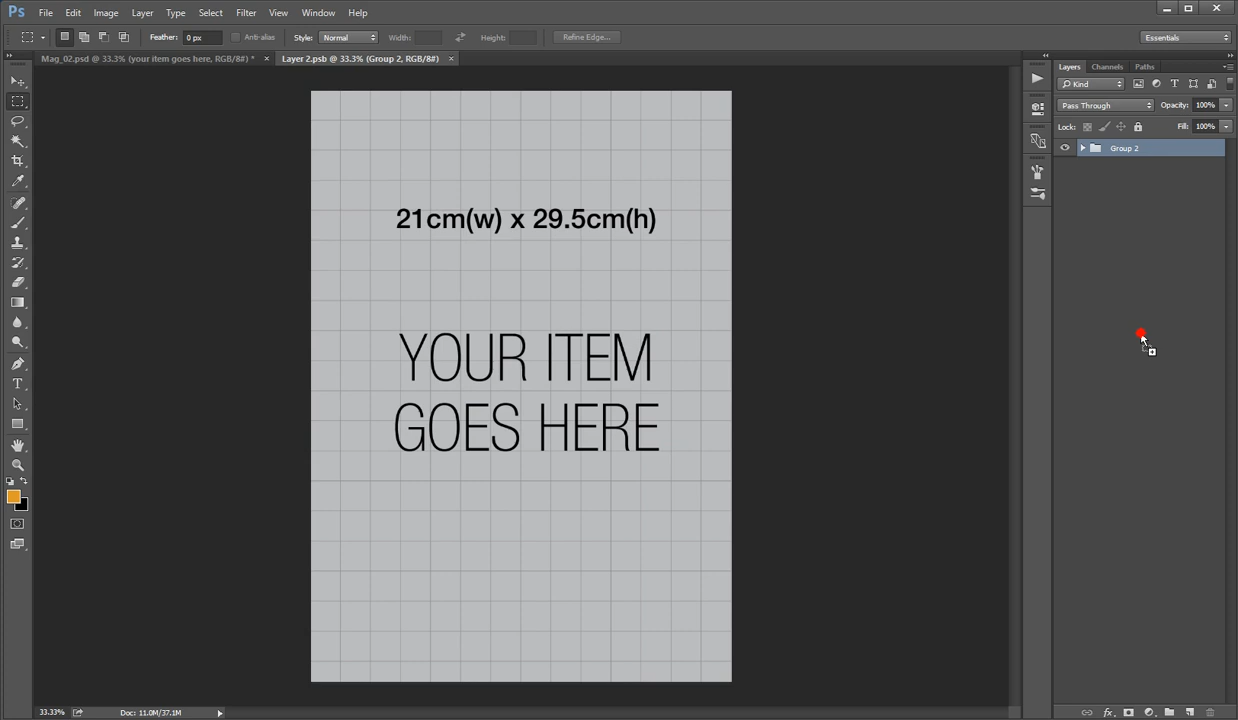 Ps File Edit Image Layer Type Select Filter View Window Help
Feather: 0 px Anti-alias Style: Normal Width: Height: Refine Edge... Essentials
Mag_02.psd @ 33.3% (your item goes here, RGB/8#) * × Layer 2.psb @ 33.3% (Group 2, RGB/8#) ×
Layers Channels Paths
Kind
Pass Through Opacity: 100%
Lock: Fill: 100%
Group 2
21cm(w) x 29.5cm(h)
YOUR ITEM
GOES HERE
T
33.33% Doc: 11.0M/37.1M
fx